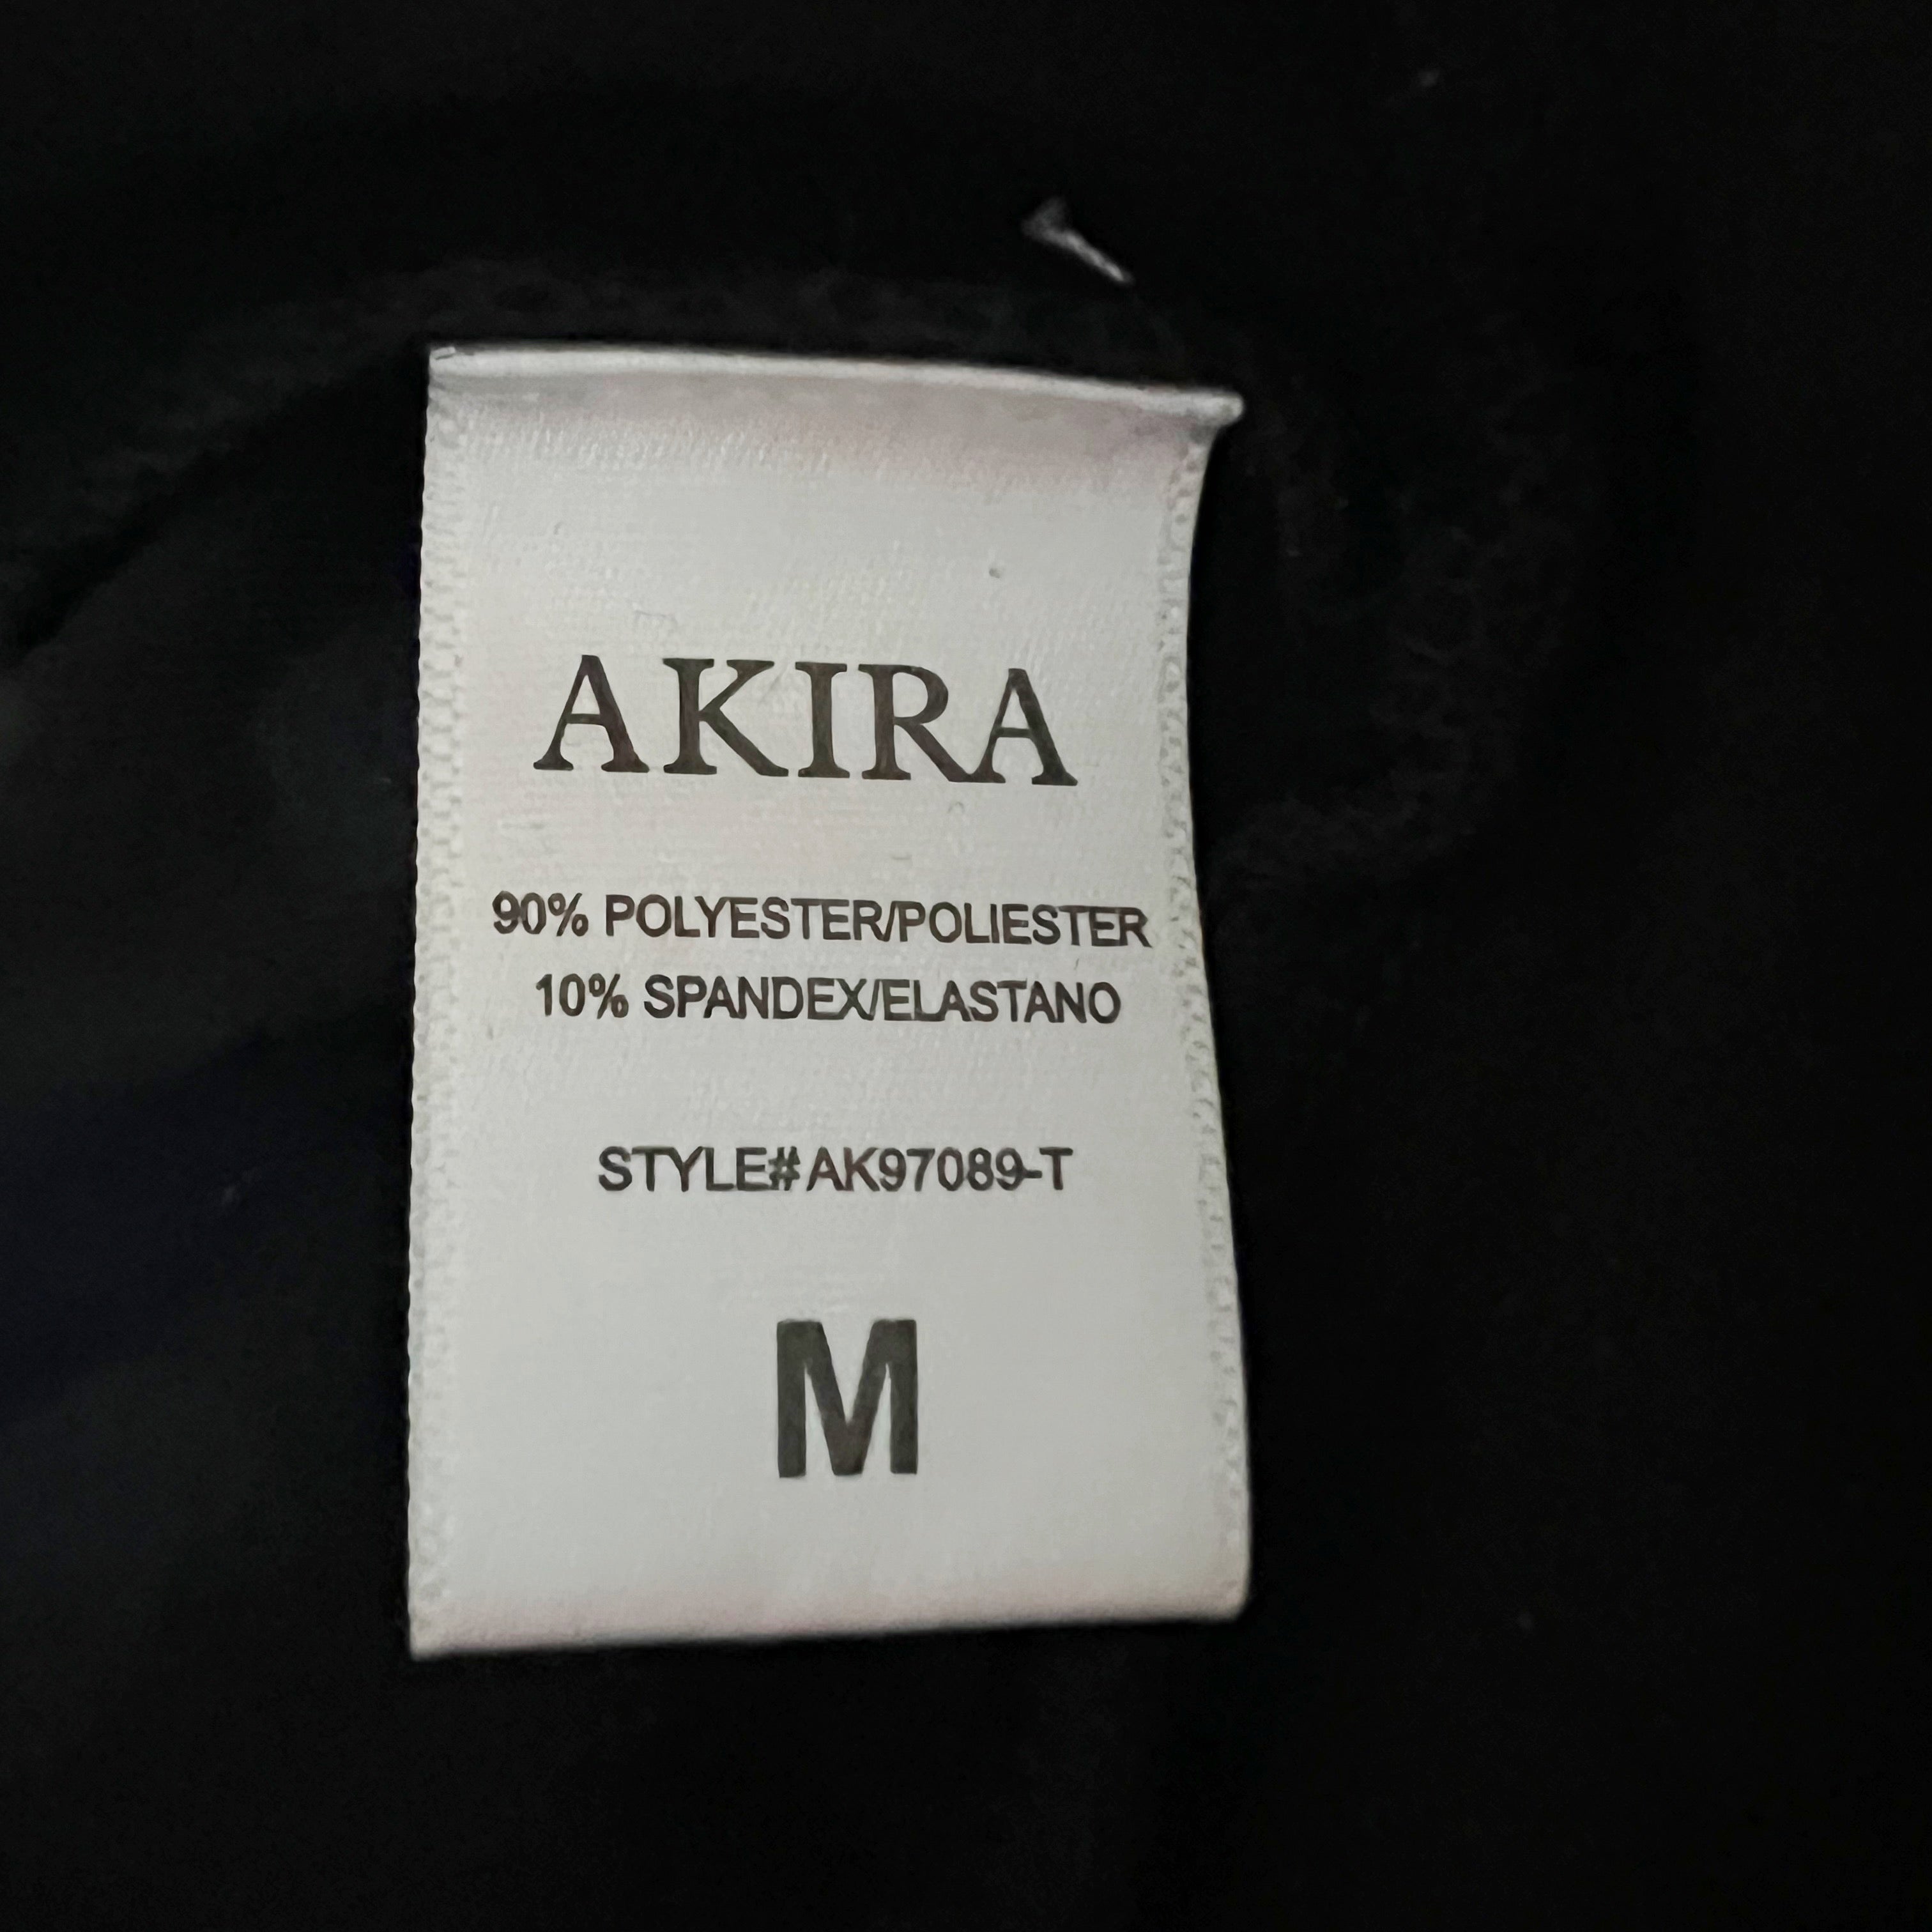 AKIRA
90% POLYESTER/POLIESTER
10% SPANDEX/ELASTANO
STYLE#AK97089-T
M